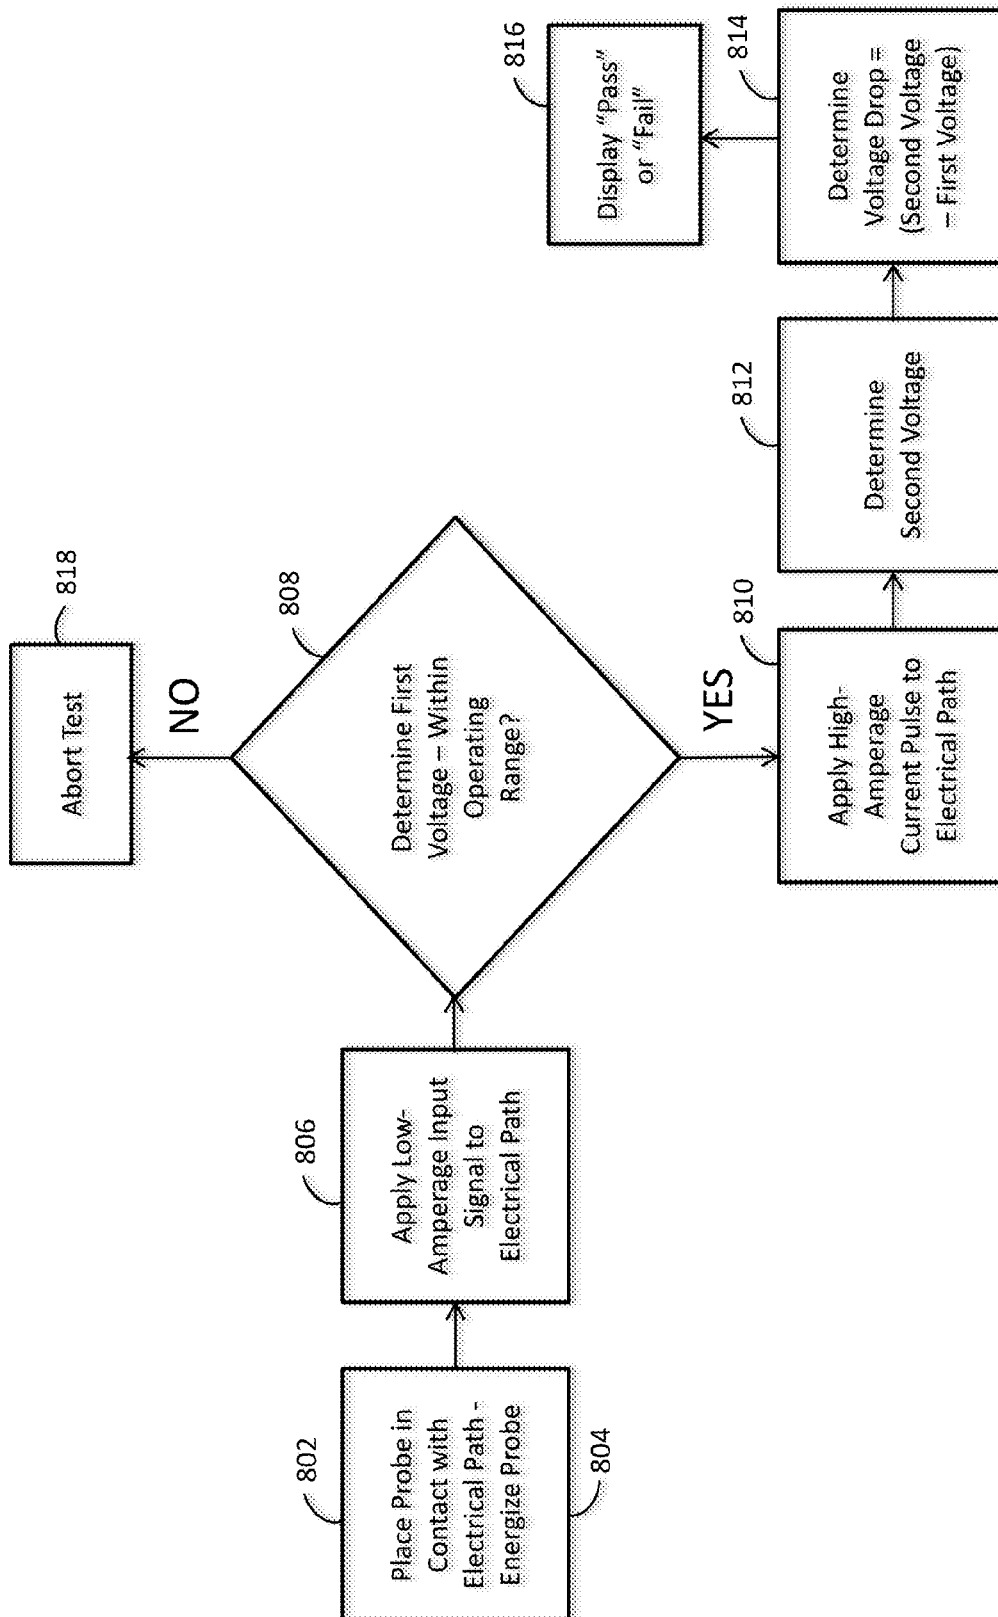 802
Place Probe in
Contact with
Electrical Path -
Energize Probe
804
806
Apply Low-
Amperage Input
Signal to
Electrical Path
808
Determine First
Voltage – Within
Operating
Range?
NO
818
Abort Test
YES
810
Apply High-
Amperage
Current Pulse to
Electrical Path
812
Determine
Second Voltage
814
Determine
Voltage Drop =
(Second Voltage
– First Voltage)
816
Display “Pass”
or “Fail”